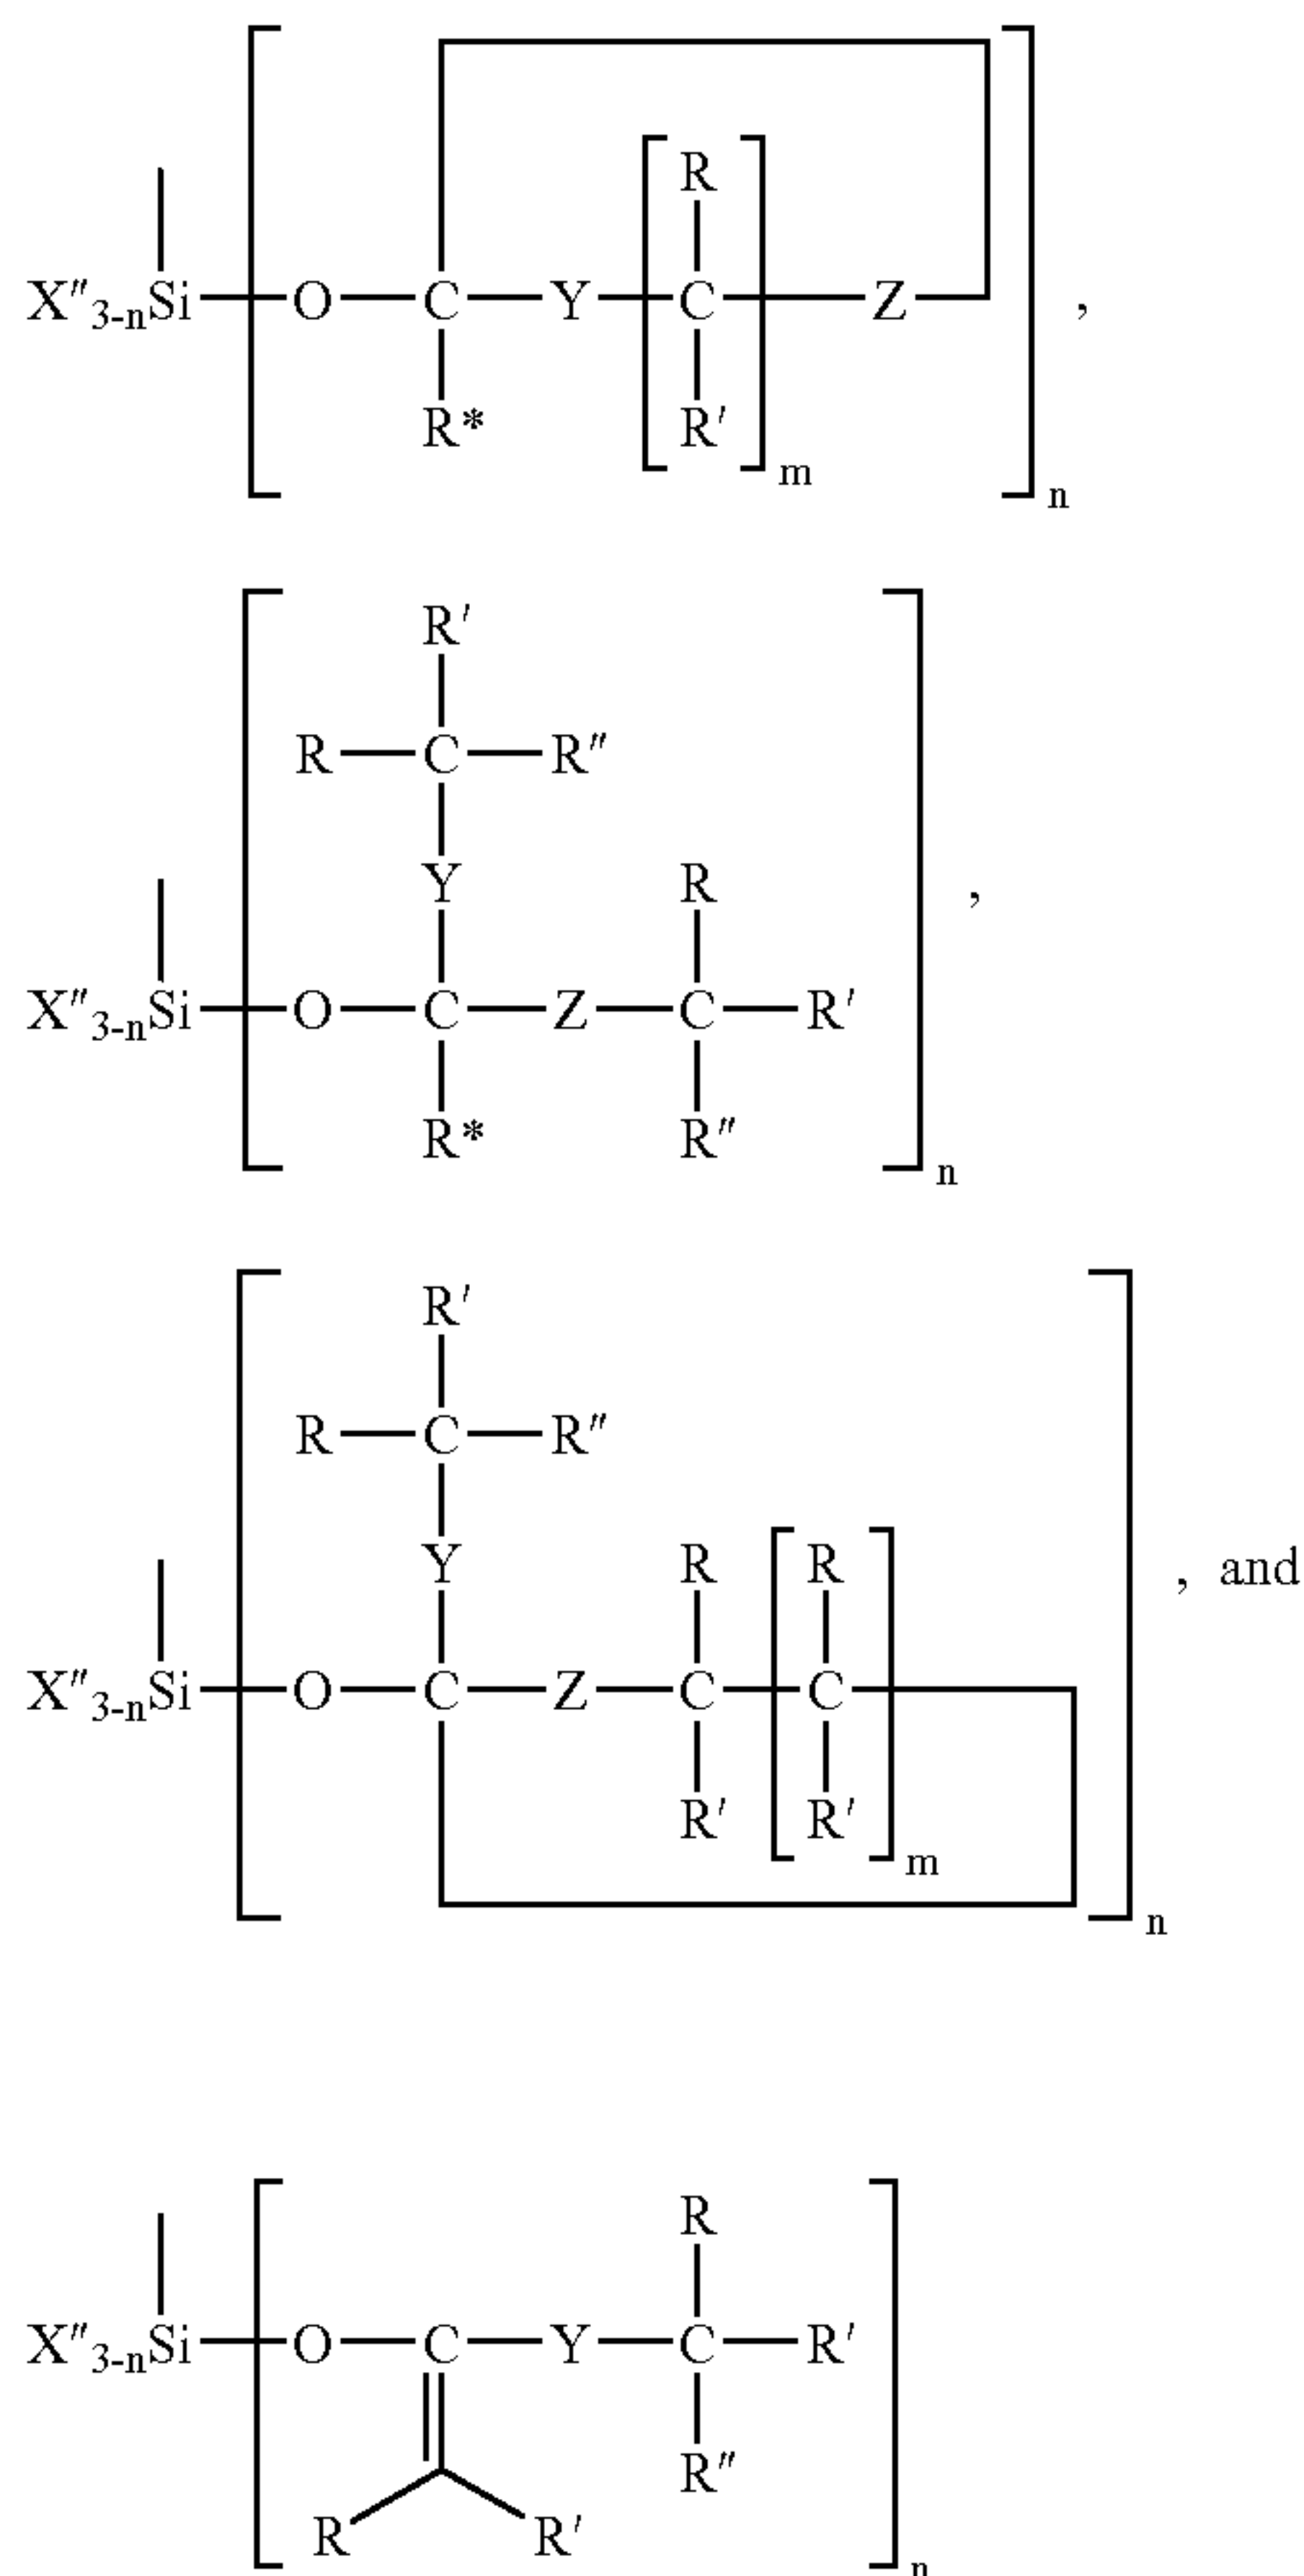 R
X″3-nSi O C Y C Z ,
R* R′
m
n
R′
R C R″
Y R
,
X″3-nSi O C Z C R′
R* R″
n
R′
R C R″
Y R R , and
X″3-nSi O C Z C C
R′ R′
m
n
R
X″3-nSi O C Y C R′
R″
R R′
n